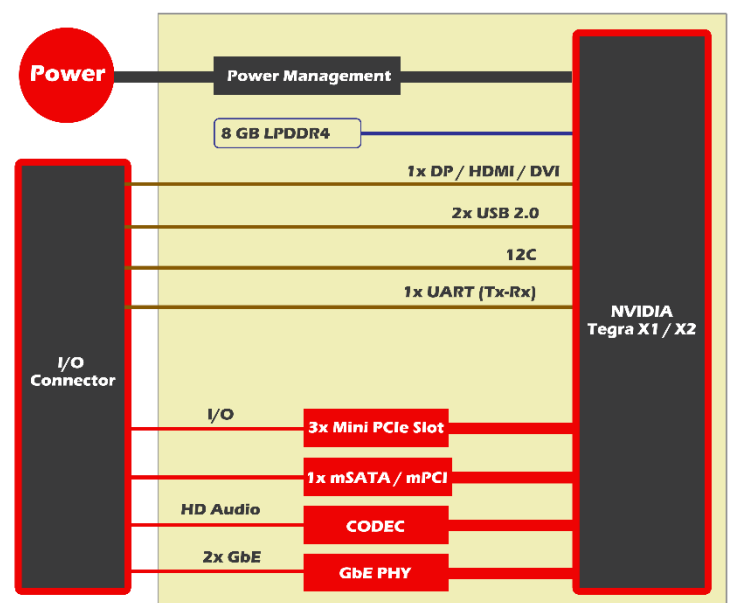 Power
Power Management
8 GB LPDDR4
1x DP / HDMI / DVI
2x USB 2.0
12C
1x UART (Tx-Rx)
NVIDIA
Tegra X1 / X2
I/O
Connector
I/O
3x Mini PCIe Slot
1x mSATA / mPCI
HD Audio
CODEC
2x GbE
GbE PHY